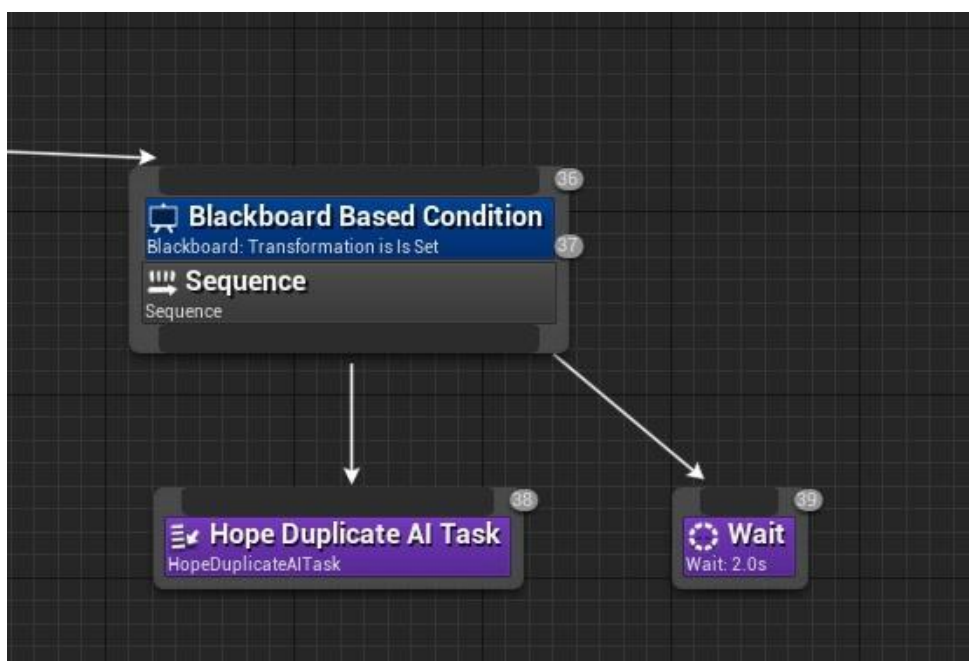 36
Blackboard Based Condition
Blackboard: Transformation is Is Set
37
Sequence
Sequence
38
Hope Duplicate AI Task
HopeDuplicateAITask
39
Wait
Wait: 2.0s